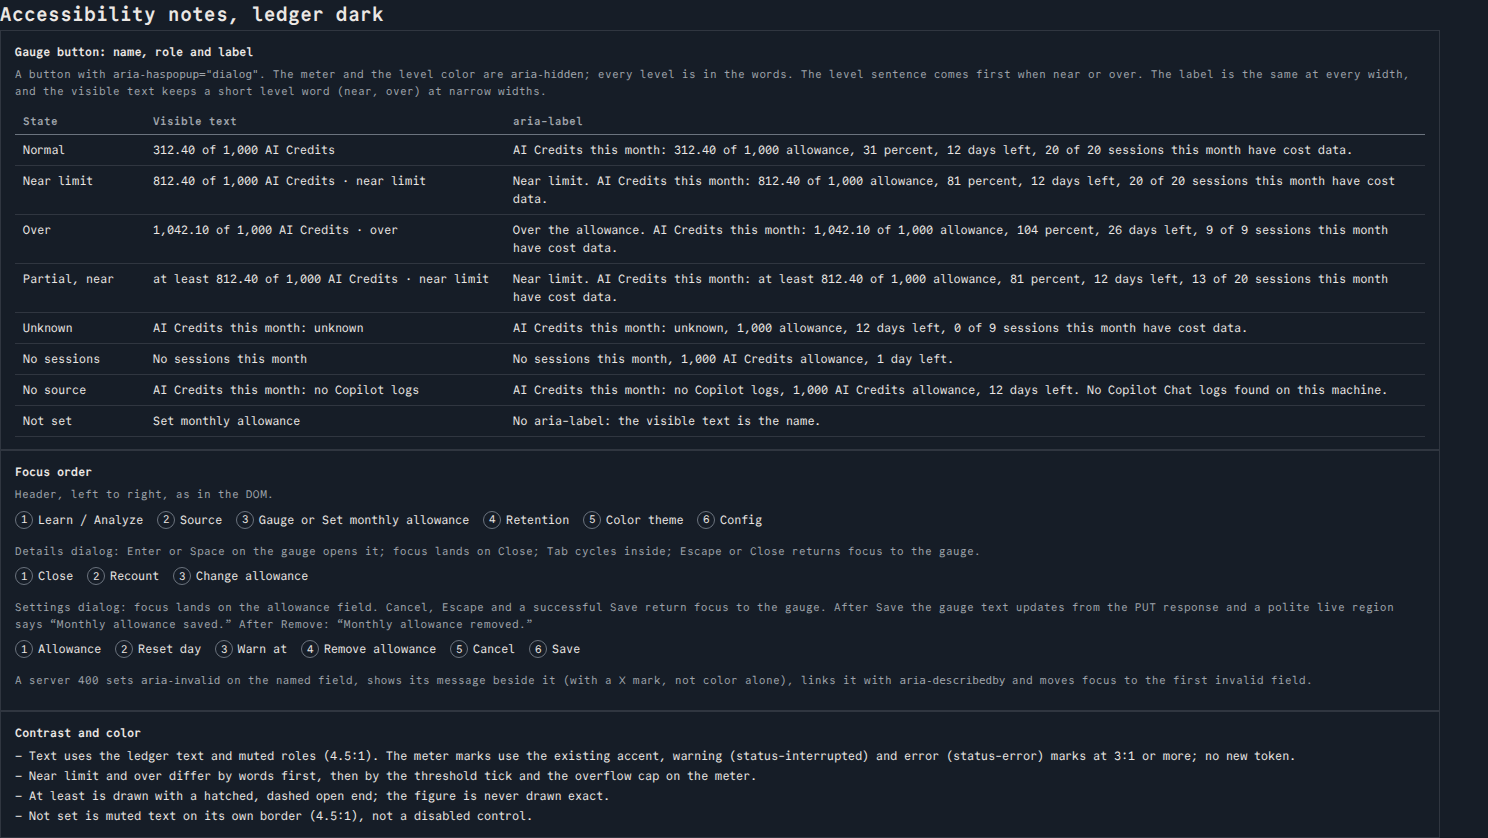 Accessibility notes, ledger dark
Gauge button: name, role and label
A button with aria-haspopup="dialog". The meter and the level color are aria-hidden; every level is in the words. The level sentence comes first when near or over. The label is the same at every width,
and the visible text keeps a short level word (near, over) at narrow widths.
State Visible text aria-label
Normal 312.40 of 1,000 AI Credits AI Credits this month: 312.40 of 1,000 allowance, 31 percent, 12 days left, 20 of 20 sessions this month have cost data.
Near limit 812.40 of 1,000 AI Credits · near limit Near limit. AI Credits this month: 812.40 of 1,000 allowance, 81 percent, 12 days left, 20 of 20 sessions this month have cost
data.
Over 1,042.10 of 1,000 AI Credits · over Over the allowance. AI Credits this month: 1,042.10 of 1,000 allowance, 104 percent, 26 days left, 9 of 9 sessions this month
have cost data.
Partial, near at least 812.40 of 1,000 AI Credits · near limit Near limit. AI Credits this month: at least 812.40 of 1,000 allowance, 81 percent, 12 days left, 13 of 20 sessions this month
have cost data.
Unknown AI Credits this month: unknown AI Credits this month: unknown, 1,000 allowance, 12 days left, 0 of 9 sessions this month have cost data.
No sessions No sessions this month No sessions this month, 1,000 AI Credits allowance, 1 day left.
No source AI Credits this month: no Copilot logs AI Credits this month: no Copilot logs, 1,000 AI Credits allowance, 12 days left. No Copilot Chat logs found on this machine.
Not set Set monthly allowance No aria-label: the visible text is the name.
Focus order
Header, left to right, as in the DOM.
1 Learn / Analyze 2 Source 3 Gauge or Set monthly allowance 4 Retention 5 Color theme 6 Config
Details dialog: Enter or Space on the gauge opens it; focus lands on Close; Tab cycles inside; Escape or Close returns focus to the gauge.
1 Close 2 Recount 3 Change allowance
Settings dialog: focus lands on the allowance field. Cancel, Escape and a successful Save return focus to the gauge. After Save the gauge text updates from the PUT response and a polite live region
says “Monthly allowance saved.” After Remove: “Monthly allowance removed.”
1 Allowance 2 Reset day 3 Warn at 4 Remove allowance 5 Cancel 6 Save
A server 400 sets aria-invalid on the named field, shows its message beside it (with a X mark, not color alone), links it with aria-describedby and moves focus to the first invalid field.
Contrast and color
– Text uses the ledger text and muted roles (4.5:1). The meter marks use the existing accent, warning (status-interrupted) and error (status-error) marks at 3:1 or more; no new token.
– Near limit and over differ by words first, then by the threshold tick and the overflow cap on the meter.
– At least is drawn with a hatched, dashed open end; the figure is never drawn exact.
– Not set is muted text on its own border (4.5:1), not a disabled control.